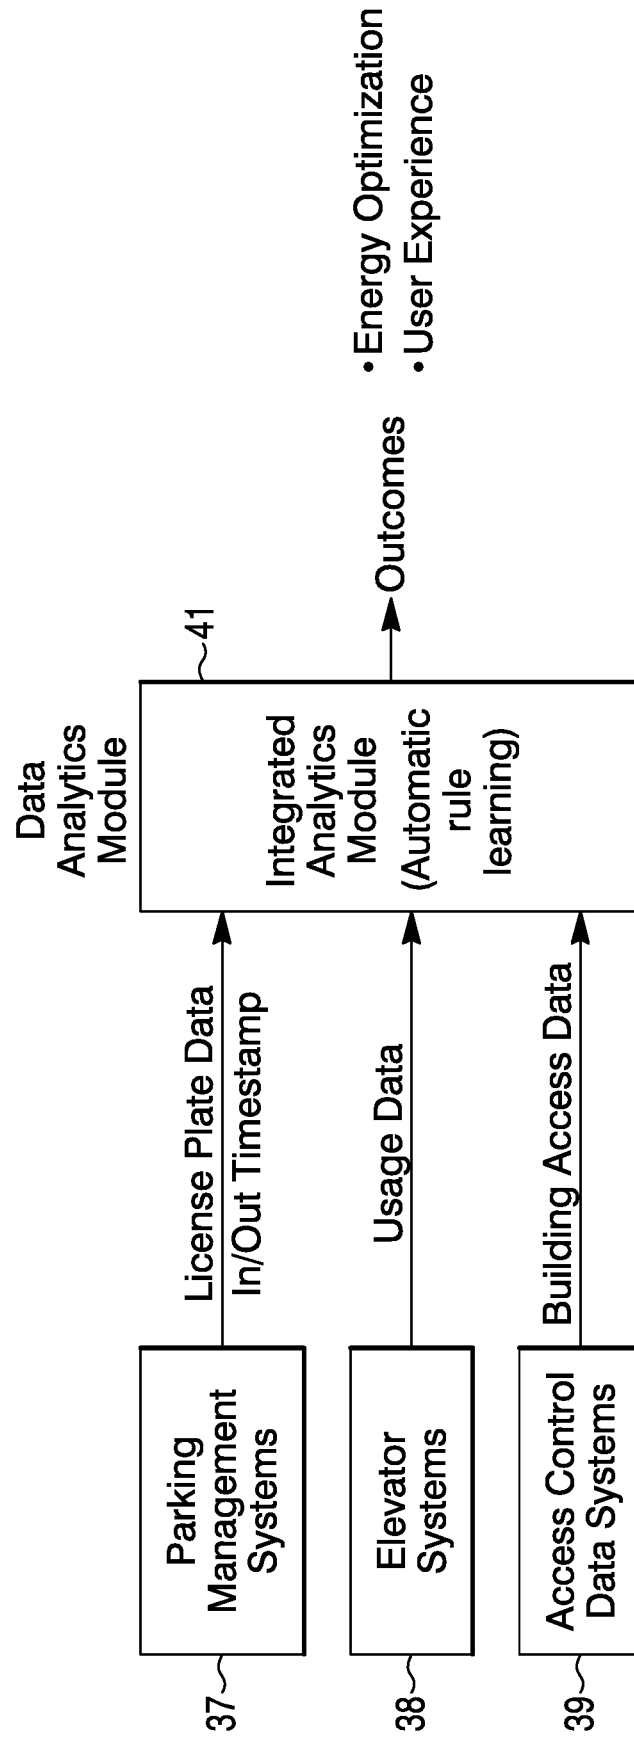 Data
Analytics
Module
41
Parking
Management
Systems
37
License Plate Data
In/Out Timestamp
Integrated
Analytics
Module
(Automatic
rule
learning)
Elevator
Systems
38
Usage Data
Outcomes
• Energy Optimization
• User Experience
Access Control
Data Systems
39
Building Access Data